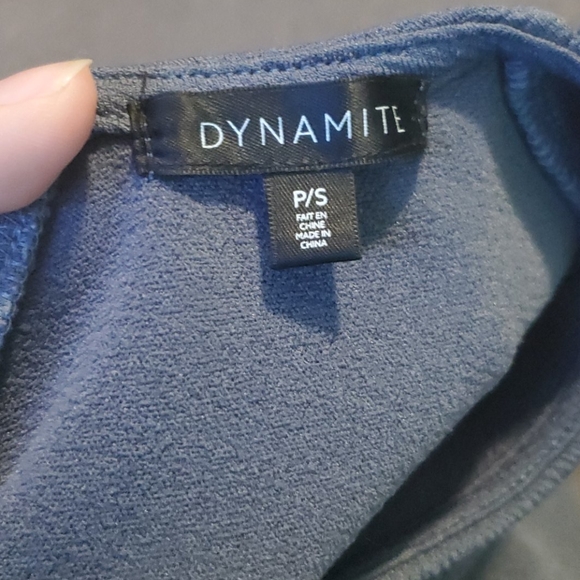 DYNAMITE
P/S
FAIT EN
CHINE
MADE IN
CHINA